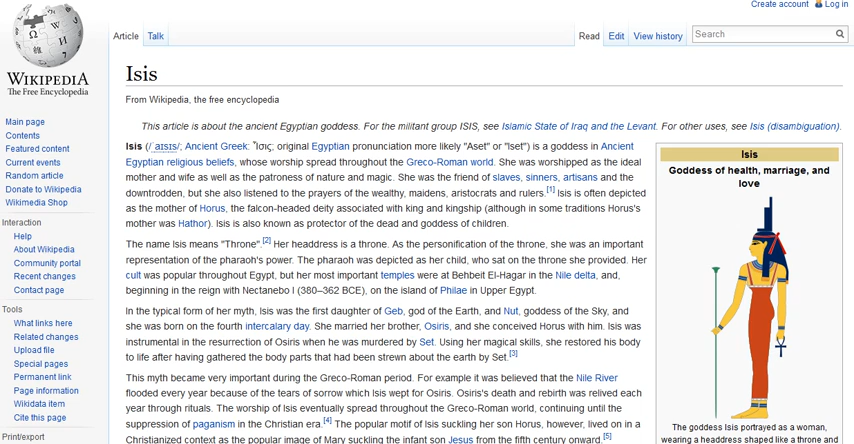 Create account Log in
WIKIPEDIA
The Free Encyclopedia
Main page
Contents
Featured content
Current events
Random article
Donate to Wikipedia
Wikimedia Shop
Interaction
Help
About Wikipedia
Community portal
Recent changes
Contact page
Tools
What links here
Related changes
Upload file
Special pages
Permanent link
Page information
Wikidata item
Cite this page
Print/export
Article Talk
Read Edit View history
Search
Isis
From Wikipedia, the free encyclopedia
This article is about the ancient Egyptian goddess. For the militant group ISIS, see Islamic State of Iraq and the Levant. For other uses, see Isis (disambiguation).
Isis (/ˈaɪsɪs/; Ancient Greek: Ἶσις; original Egyptian pronunciation more likely "Aset" or "Iset") is a goddess in Ancient
Egyptian religious beliefs, whose worship spread throughout the Greco-Roman world. She was worshipped as the ideal
mother and wife as well as the patroness of nature and magic. She was the friend of slaves, sinners, artisans and the
downtrodden, but she also listened to the prayers of the wealthy, maidens, aristocrats and rulers.[1] Isis is often depicted
as the mother of Horus, the falcon-headed deity associated with king and kingship (although in some traditions Horus's
mother was Hathor). Isis is also known as protector of the dead and goddess of children.
The name Isis means "Throne".[2] Her headdress is a throne. As the personification of the throne, she was an important
representation of the pharaoh's power. The pharaoh was depicted as her child, who sat on the throne she provided. Her
cult was popular throughout Egypt, but her most important temples were at Behbeit El-Hagar in the Nile delta, and,
beginning in the reign with Nectanebo I (380–362 BCE), on the island of Philae in Upper Egypt.
In the typical form of her myth, Isis was the first daughter of Geb, god of the Earth, and Nut, goddess of the Sky, and
she was born on the fourth intercalary day. She married her brother, Osiris, and she conceived Horus with him. Isis was
instrumental in the resurrection of Osiris when he was murdered by Set. Using her magical skills, she restored his body
to life after having gathered the body parts that had been strewn about the earth by Set.[3]
This myth became very important during the Greco-Roman period. For example it was believed that the Nile River
flooded every year because of the tears of sorrow which Isis wept for Osiris. Osiris's death and rebirth was relived each
year through rituals. The worship of Isis eventually spread throughout the Greco-Roman world, continuing until the
suppression of paganism in the Christian era.[4] The popular motif of Isis suckling her son Horus, however, lived on in a
Christianized context as the popular image of Mary suckling the infant son Jesus from the fifth century onward.[5]
Isis
Goddess of health, marriage, and
love
The goddess Isis portrayed as a woman,
wearing a headdress shaped like a throne and